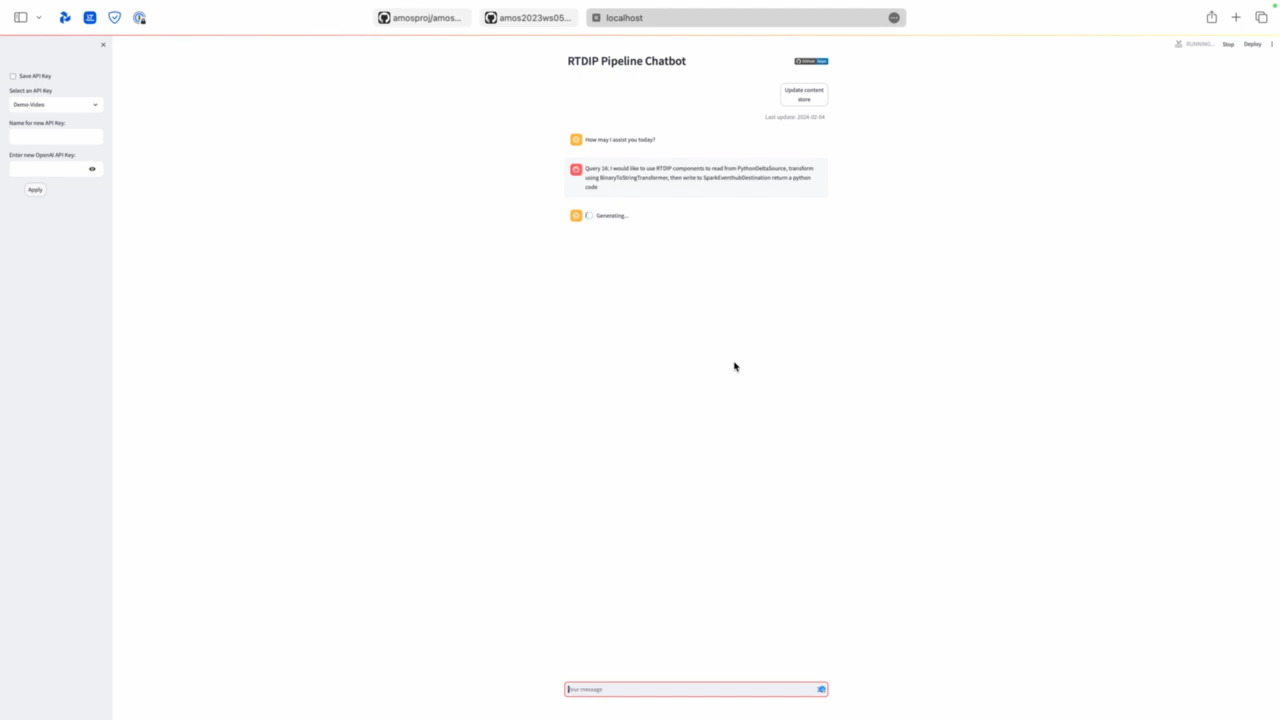 amosproj/amos...
amos2023ws05...
localhost
RUNNING...
Stop
Deploy
Save API Key
Select an API Key
Demo-Video
Name for new API Key:
Enter new OpenAI API Key:
Apply
RTDIP Pipeline Chatbot
GitHub Repo
Update content
store
Last update: 2024-02-04
How may I assist you today?
Query 16: I would like to use RTDIP components to read from PythonDeltaSource, transform
using BinaryToStringTransformer, then write to SparkEventhubDestination return a python
code
Generating...
Your message